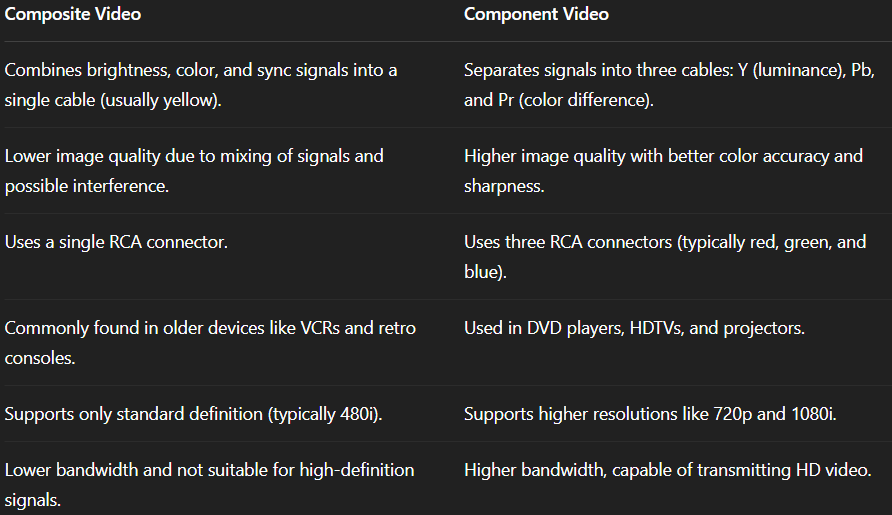 Composite Video
Component Video
Combines brightness, color, and sync signals into a
single cable (usually yellow).
Separates signals into three cables: Y (luminance), Pb,
and Pr (color difference).
Lower image quality due to mixing of signals and
possible interference.
Higher image quality with better color accuracy and
sharpness.
Uses a single RCA connector.
Uses three RCA connectors (typically red, green, and
blue).
Commonly found in older devices like VCRs and retro
consoles.
Used in DVD players, HDTVs, and projectors.
Supports only standard definition (typically 480i).
Supports higher resolutions like 720p and 1080i.
Lower bandwidth and not suitable for high-definition
signals.
Higher bandwidth, capable of transmitting HD video.